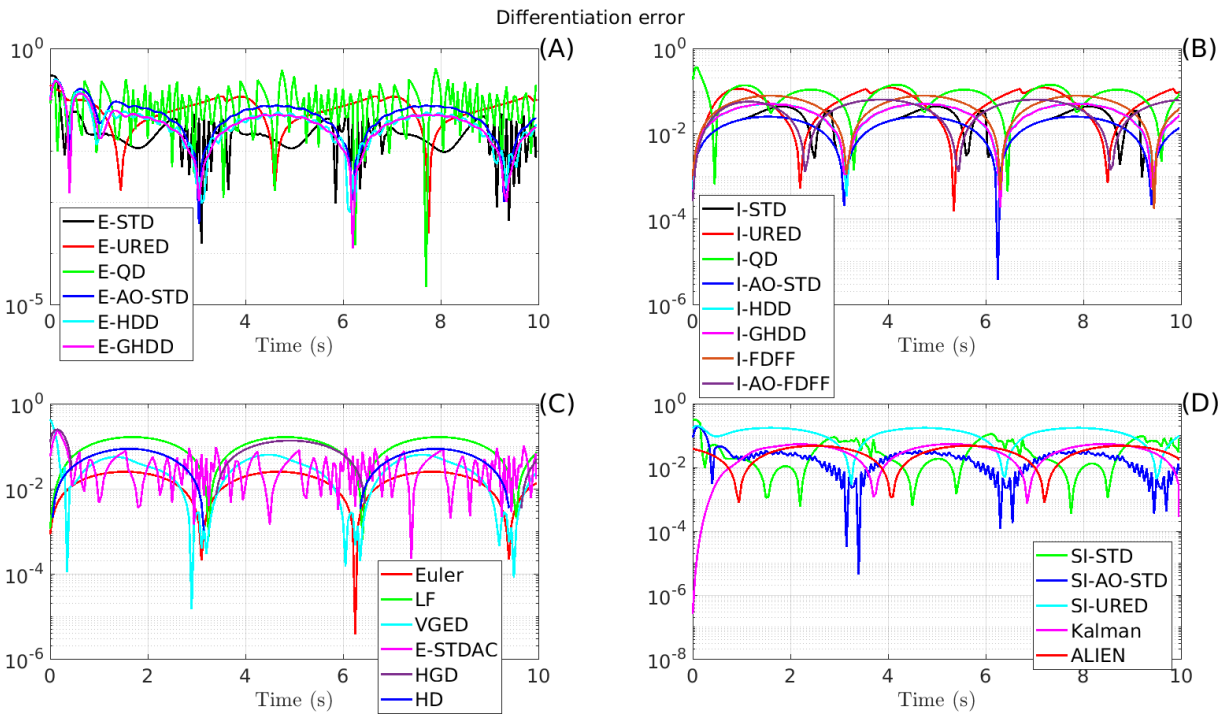 Differentiation error
(A)
10^0
10^-5
0 2 4 6 8 10
Time (s)
E-STD
E-URED
E-QD
E-AO-STD
E-HDD
E-GHDD
(B)
10^0
10^-2
10^-4
10^-6
0 2 4 6 8 10
Time (s)
I-STD
I-URED
I-QD
I-AO-STD
I-HDD
I-GHDD
I-FDFF
I-AO-FDFF
(C)
10^0
10^-2
10^-4
10^-6
0 2 4 6 8 10
Time (s)
Euler
LF
VGED
E-STDAC
HGD
HD
(D)
10^0
10^-2
10^-4
10^-6
10^-8
0 2 4 6 8 10
Time (s)
SI-STD
SI-AO-STD
SI-URED
Kalman
ALIEN